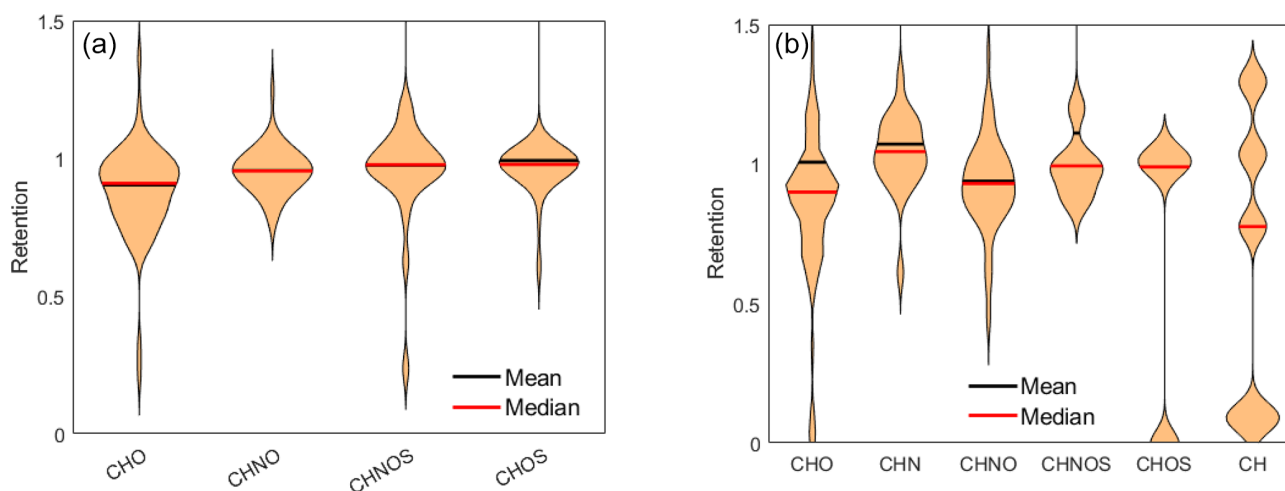 (a)
1.5
1
0.5
0
Retention
Mean
Median
CHO
CHNO
CHNOS
CHOS
(b)
1.5
1
0.5
0
Retention
Mean
Median
CHO
CHN
CHNO
CHNOS
CHOS
CH